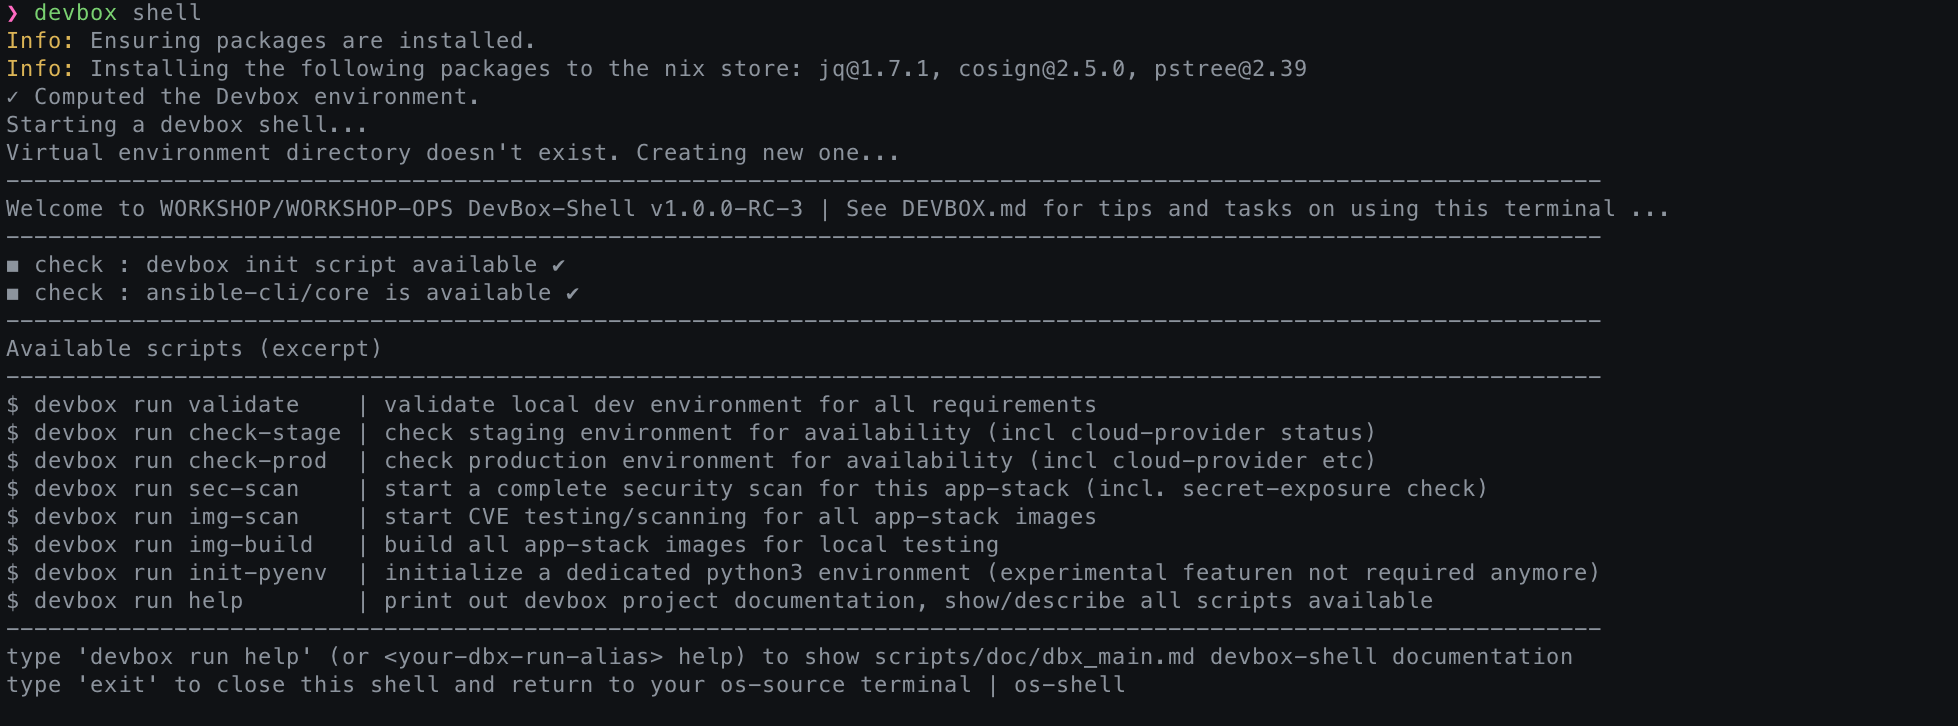 ❯ devbox shell
Info: Ensuring packages are installed.
Info: Installing the following packages to the nix store: jq@1.7.1, cosign@2.5.0, pstree@2.39
✓ Computed the Devbox environment.
Starting a devbox shell...
Virtual environment directory doesn't exist. Creating new one...
------------------------------------------------------------------------------------------------------------------
Welcome to WORKSHOP/WORKSHOP-OPS DevBox-Shell v1.0.0-RC-3 | See DEVBOX.md for tips and tasks on using this terminal ...
------------------------------------------------------------------------------------------------------------------
■ check : devbox init script available ✔
■ check : ansible-cli/core is available ✔
------------------------------------------------------------------------------------------------------------------
Available scripts (excerpt)
------------------------------------------------------------------------------------------------------------------
$ devbox run validate    | validate local dev environment for all requirements
$ devbox run check-stage | check staging environment for availability (incl cloud-provider status)
$ devbox run check-prod  | check production environment for availability (incl cloud-provider etc)
$ devbox run sec-scan    | start a complete security scan for this app-stack (incl. secret-exposure check)
$ devbox run img-scan    | start CVE testing/scanning for all app-stack images
$ devbox run img-build   | build all app-stack images for local testing
$ devbox run init-pyenv  | initialize a dedicated python3 environment (experimental featuren not required anymore)
$ devbox run help        | print out devbox project documentation, show/describe all scripts available
------------------------------------------------------------------------------------------------------------------
type 'devbox run help' (or <your-dbx-run-alias> help) to show scripts/doc/dbx_main.md devbox-shell documentation
type 'exit' to close this shell and return to your os-source terminal | os-shell